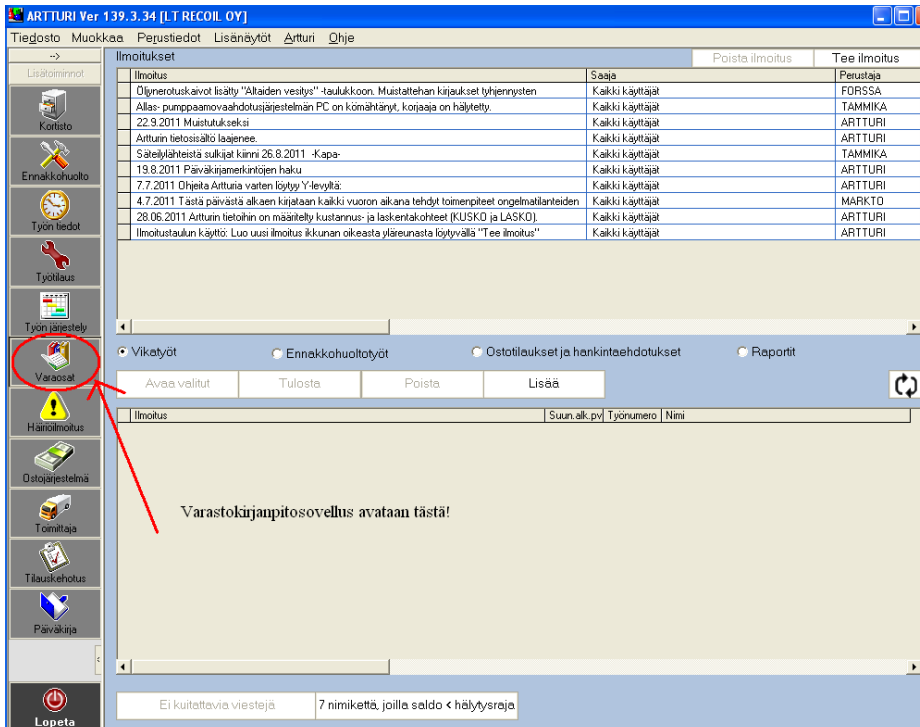 ARTTURI Ver 139.3.34 [LT RECOIL OY]
Tiedosto Muokkaa Perustiedot Lisänäytöt Artturi Ohje
-->
Lisätoiminnot
Kortisto
Ennakkohuolto
Työn tiedot
Työtilaus
Työn järjestely
Varaosat
Häiriöilmoitus
Ostojärjestelmä
Toimittaja
Tilauskehotus
Päiväkirja
<
Lopeta
Ilmoitukset
Poista ilmoitus Tee ilmoitus
Ilmoitus Saaja Perustaja
Öljynerotuskaivot lisätty "Altaiden vesitys" -taulukkoon. Muistattehan kirjaukset tyhjennysten Kaikki käyttäjät FORSSA
Allas- pumppaamovaahdotusjärjestelmän PC on kömähtänyt, korjaaja on hälytetty. Kaikki käyttäjät TAMMIKA
22.9.2011 Muistutukseksi Kaikki käyttäjät ARTTURI
Artturin tietosisältö laajenee. Kaikki käyttäjät ARTTURI
Säteilylähteistä sulkijat kiinni 26.8.2011 -Kapa- Kaikki käyttäjät TAMMIKA
19.8.2011 Päiväkirjamerkintöjen haku Kaikki käyttäjät ARTTURI
7.7.2011 Ohjeita Artturia varten löytyy Y-levyltä: Kaikki käyttäjät ARTTURI
4.7.2011 Tästä päivästä alkaen kirjataan kaikki vuoron aikana tehdyt toimenpiteet ongelmatilanteiden Kaikki käyttäjät MARKTO
28.06.2011 Artturin tietoihin on määritelty kustannus- ja laskentakohteet (KUSKO ja LASKO). Kaikki käyttäjät ARTTURI
Ilmoitustaulun käyttö: Luo uusi ilmoitus ikkunan oikeasta yläreunasta löytyvällä "Tee ilmoitus" Kaikki käyttäjät ARTTURI
Vikatyöt Ennakkohuoltotyöt Ostotilaukset ja hankintaehdotukset Raportit
Avaa valitut Tulosta Poista Lisää
Ilmoitus Suun.alk.pv Työnumero Nimi
Varastokirjanpitosovellus avataan tästä!
Ei kuitattavia viestejä 7 nimikettä, joilla saldo < hälytysraja